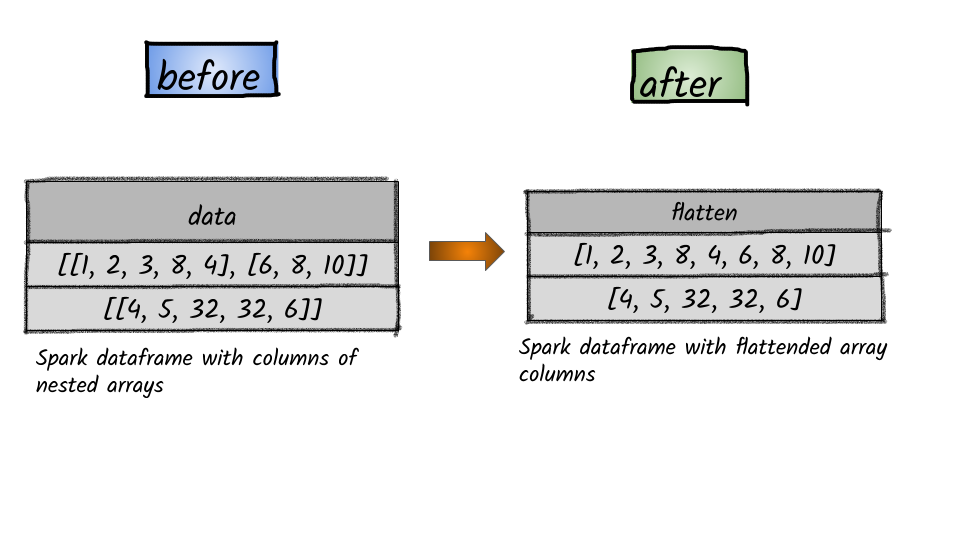 before
after
data
[[1, 2, 3, 8, 4], [6, 8, 10]]
[[4, 5, 32, 32, 6]]
Spark dataframe with columns of
nested arrays
flatten
[1, 2, 3, 8, 4, 6, 8, 10]
[4, 5, 32, 32, 6]
Spark dataframe with flattended array
columns